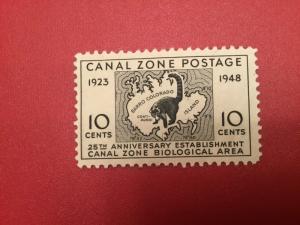 CANAL ZONE POSTAGE
1923 1948
BARRO COLORADO
ISLAND
10 10
CENTS CENTS
25TH ANNIVERSARY ESTABLISHMENT
CANAL ZONE BIOLOGICAL AREA